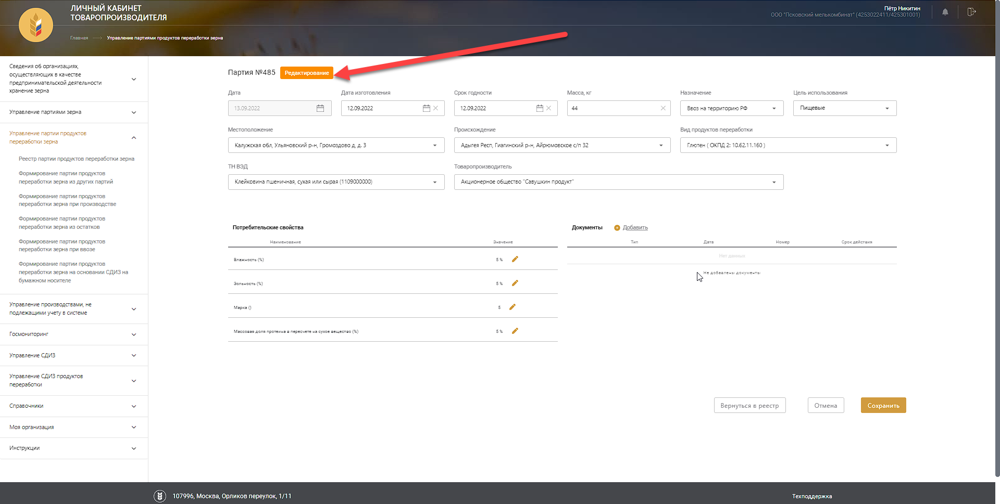 ЛИЧНЫЙ КАБИНЕТ
ТОВАРОПРОИЗВОДИТЕЛЯ
Пётр Никитин
ООО "Псковский мелькомбинат" (4253022411/425301001)
Главная
Управление партиями продуктов переработки зерна
Сведения об организациях,
осуществляющих в качестве
предпринимательской деятельности
хранение зерна
Управление партиями зерна
Управление партии продуктов
переработки зерна
Реестр партии продуктов переработки зерна
Формирование партии продуктов
переработки зерна из других партий
Формирование партии продуктов
переработки зерна при производстве
Формирование партии продуктов
переработки зерна из остатков
Формирование партии продуктов
переработки зерна при ввозе
Формирование партии продуктов
переработки зерна на основании СДИЗ на
бумажном носителе
Управление производствами, не
подлежащими учету в системе
Госмониторинг
Управление СДИЗ
Управление СДИЗ продуктов
переработки
Справочники
Моя организация
Инструкции
Партия №485 Редактирование
Дата Дата изготовления Срок годности Масса, кг Назначение Цель использования
13.09.2022 12.09.2022 12.09.2022 44 Ввоз на территорию РФ Пищевые
Местоположение Происхождение Вид продуктов переработки
Калужская обл, Ульяновский р-н, Громоздово д, д. 3 Адыгея Респ, Гиагинский р-н, Айрюмовское с/п 32 Глютен ( ОКПД 2: 10.62.11.160 )
ТН ВЭД Товаропроизводитель
Клейковина пшеничная, сухая или сырая (1109000000) Акционерное общество "Савушкин продукт"
Потребительские свойства
Наименование Значение
Влажность (%) 5 %
Зольность (%) 5 %
Марка () 5
Массовая доля протеина в пересчете на сухое вещество (%) 5 %
Документы Добавить
Тип Дата Номер Срок действия
Нет данных
Не добавлены документы
Вернуться в реестр Отмена Сохранить
107996, Москва, Орликов переулок, 1/11
Техподдержка